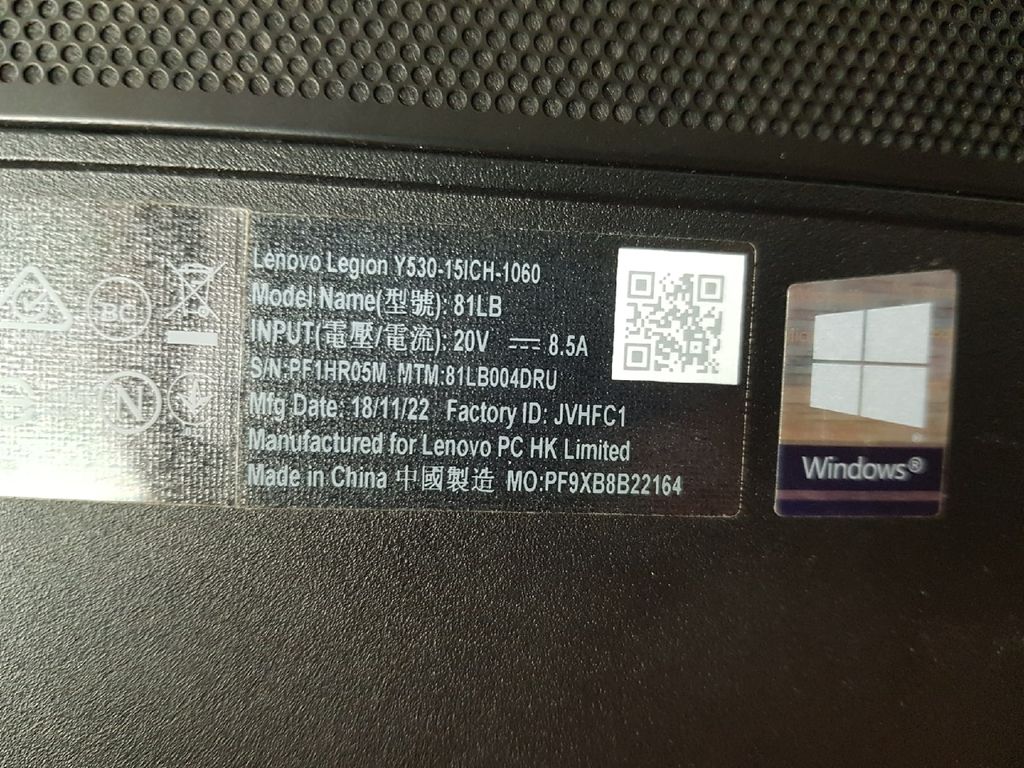 Lenovo Legion Y530-15ICH-1060
Model Name(型號): 81LB
INPUT(電壓/電流): 20V ⎓ 8.5A
S/N:PF1HR05M MTM:81LB004DRU
Mfg Date: 18/11/22 Factory ID: JVHFC1
Manufactured for Lenovo PC HK Limited
Made in China 中國製造 MO:PF9XB8B22164
BC
N
Windows®